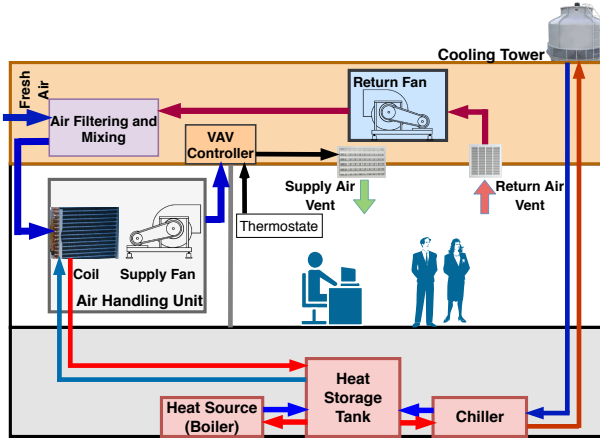 Cooling Tower
Fresh
Air
Return Fan
Air Filtering and
Mixing
VAV
Controller
Supply Air
Vent
Return Air
Vent
Thermostate
Coil
Supply Fan
Air Handling Unit
Heat
Storage
Tank
Heat Source
(Boiler)
Chiller